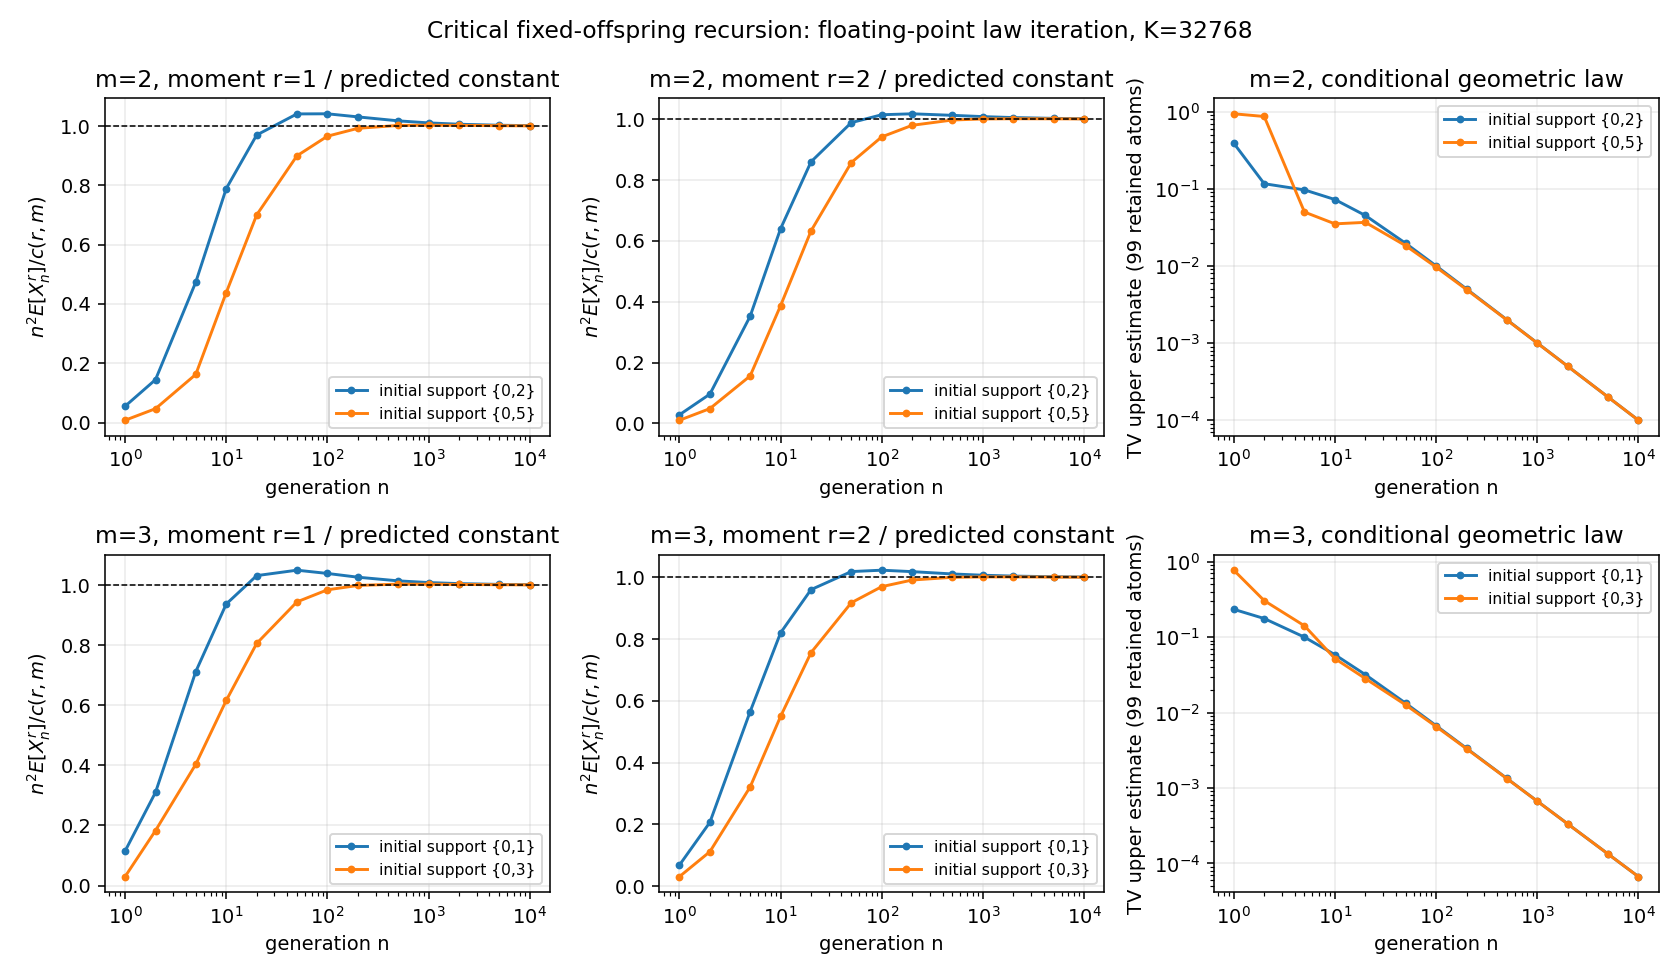 Critical fixed-offspring recursion: floating-point law iteration, K=32768
m=2, moment r=1 / predicted constant
n²E[Xₙʳ]/c(r, m)
1.0
0.8
0.6
0.4
0.2
0.0
initial support {0,2}
initial support {0,5}
10⁰ 10¹ 10² 10³ 10⁴
generation n
m=2, moment r=2 / predicted constant
n²E[Xₙʳ]/c(r, m)
1.0
0.8
0.6
0.4
0.2
0.0
initial support {0,2}
initial support {0,5}
10⁰ 10¹ 10² 10³ 10⁴
generation n
m=2, conditional geometric law
TV upper estimate (99 retained atoms)
10⁰
10⁻¹
10⁻²
10⁻³
10⁻⁴
initial support {0,2}
initial support {0,5}
10⁰ 10¹ 10² 10³ 10⁴
generation n
m=3, moment r=1 / predicted constant
n²E[Xₙʳ]/c(r, m)
1.0
0.8
0.6
0.4
0.2
0.0
initial support {0,1}
initial support {0,3}
10⁰ 10¹ 10² 10³ 10⁴
generation n
m=3, moment r=2 / predicted constant
n²E[Xₙʳ]/c(r, m)
1.0
0.8
0.6
0.4
0.2
0.0
initial support {0,1}
initial support {0,3}
10⁰ 10¹ 10² 10³ 10⁴
generation n
m=3, conditional geometric law
TV upper estimate (99 retained atoms)
10⁰
10⁻¹
10⁻²
10⁻³
10⁻⁴
initial support {0,1}
initial support {0,3}
10⁰ 10¹ 10² 10³ 10⁴
generation n